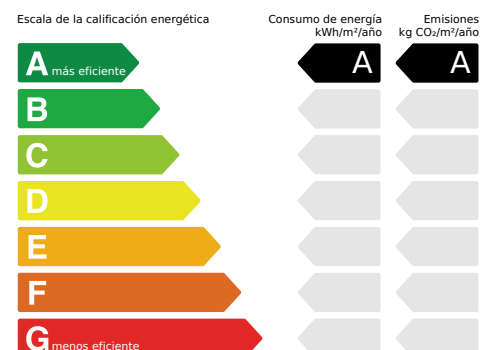 Escala de la calificación energética
Consumo de energía
kWh/m²/año
Emisiones
kg CO₂/m²/año
A más eficiente
A
A
B
C
D
E
F
G menos eficiente